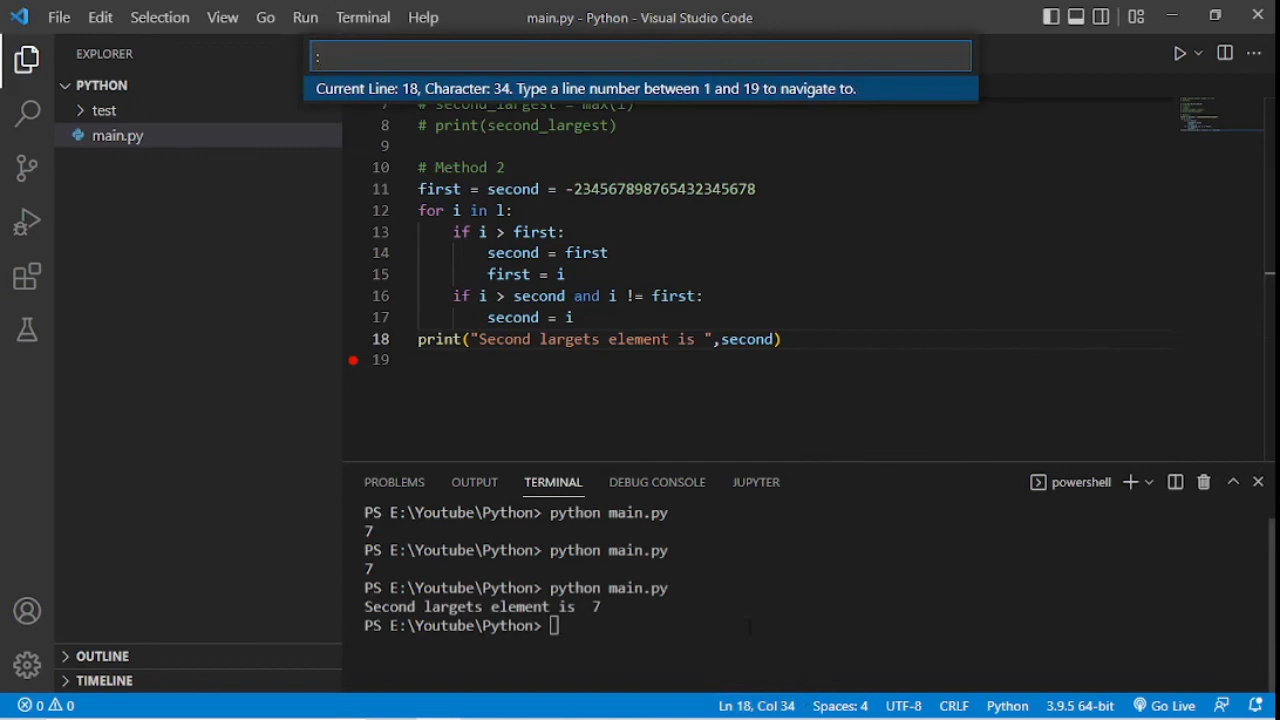 File Edit Selection View Go Run Terminal Help main.py - Python - Visual Studio Code
EXPLORER
PYTHON
test
main.py
:
Current Line: 18, Character: 34. Type a line number between 1 and 19 to navigate to.
7 # second_largest = max(i)
8 # print(second_largest)
9
10 # Method 2
11 first = second = -234567898765432345678
12 for i in l:
13 if i > first:
14 second = first
15 first = i
16 if i > second and i != first:
17 second = i
18 print("Second largets element is ",second)
19
PROBLEMS OUTPUT TERMINAL DEBUG CONSOLE JUPYTER powershell
PS E:\Youtube\Python> python main.py
7
PS E:\Youtube\Python> python main.py
7
PS E:\Youtube\Python> python main.py
Second largets element is  7
PS E:\Youtube\Python>
OUTLINE
TIMELINE
0 0 Ln 18, Col 34 Spaces: 4 UTF-8 CRLF Python 3.9.5 64-bit Go Live